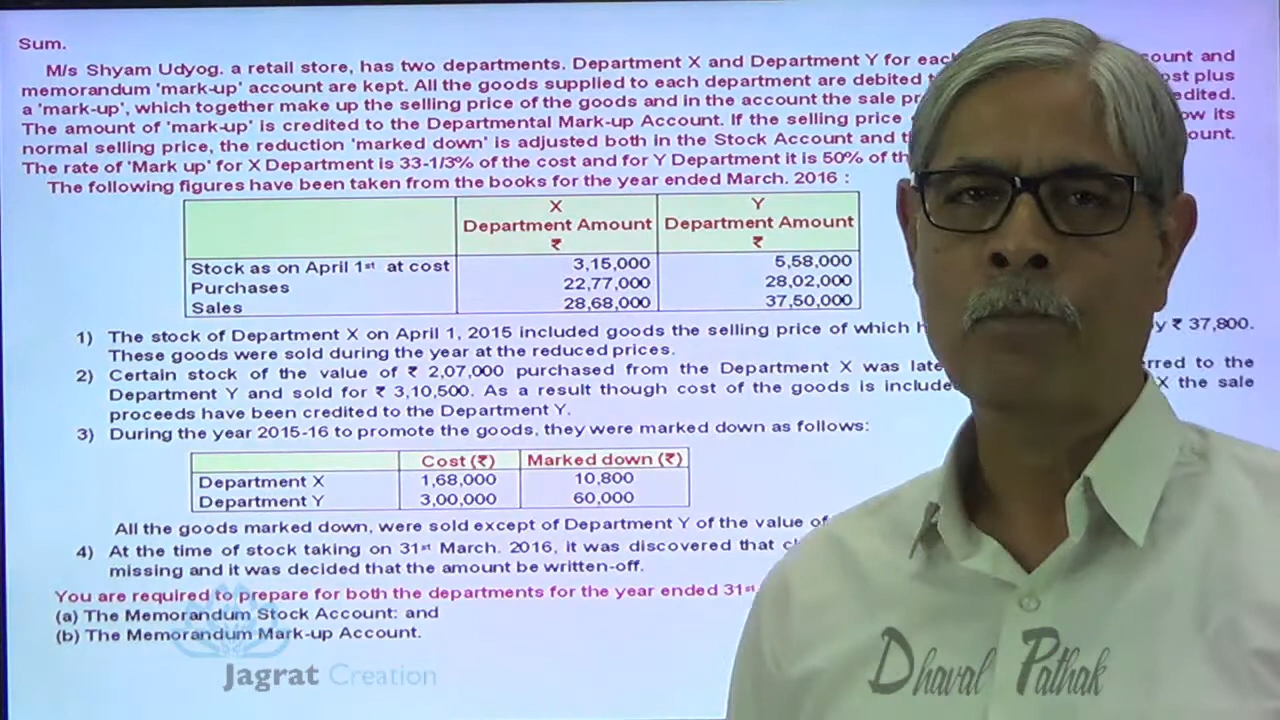 Sum.
M/s Shyam Udyog. a retail store, has two departments. Department X and Department Y for each ount and
memorandum 'mark-up' account are kept. All the goods supplied to each department are debited ost plus
a 'mark-up', which together make up the selling price of the goods and in the account the sale edited.
The amount of 'mark-up' is credited to the Departmental Mark-up Account. If the selling price ow its
normal selling price, the reduction 'marked down' is adjusted both in the Stock Account and ount.
The rate of 'Mark up' for X Department is 33-1/3% of the cost and for Y Department it is 50% of th
The following figures have been taken from the books for the year ended March. 2016 :
X Y
Department Amount Department Amount
₹ ₹
Stock as on April 1st at cost 3,15,000 5,58,000
Purchases 22,77,000 28,02,000
Sales 28,68,000 37,50,000
1) The stock of Department X on April 1, 2015 included goods the selling price of which y ₹ 37,800.
These goods were sold during the year at the reduced prices.
2) Certain stock of the value of ₹ 2,07,000 purchased from the Department X was late rred to the
Department Y and sold for ₹ 3,10,500. As a result though cost of the goods is include X the sale
proceeds have been credited to the Department Y.
3) During the year 2015-16 to promote the goods, they were marked down as follows:
Cost (₹) Marked down (₹)
Department X 1,68,000 10,800
Department Y 3,00,000 60,000
All the goods marked down, were sold except of Department Y of the value of
4) At the time of stock taking on 31st March. 2016, it was discovered that
missing and it was decided that the amount be written-off.
You are required to prepare for both the departments for the year ended 31st
(a) The Memorandum Stock Account: and
(b) The Memorandum Mark-up Account.
Jagrat Creation
Dhaval Pathak